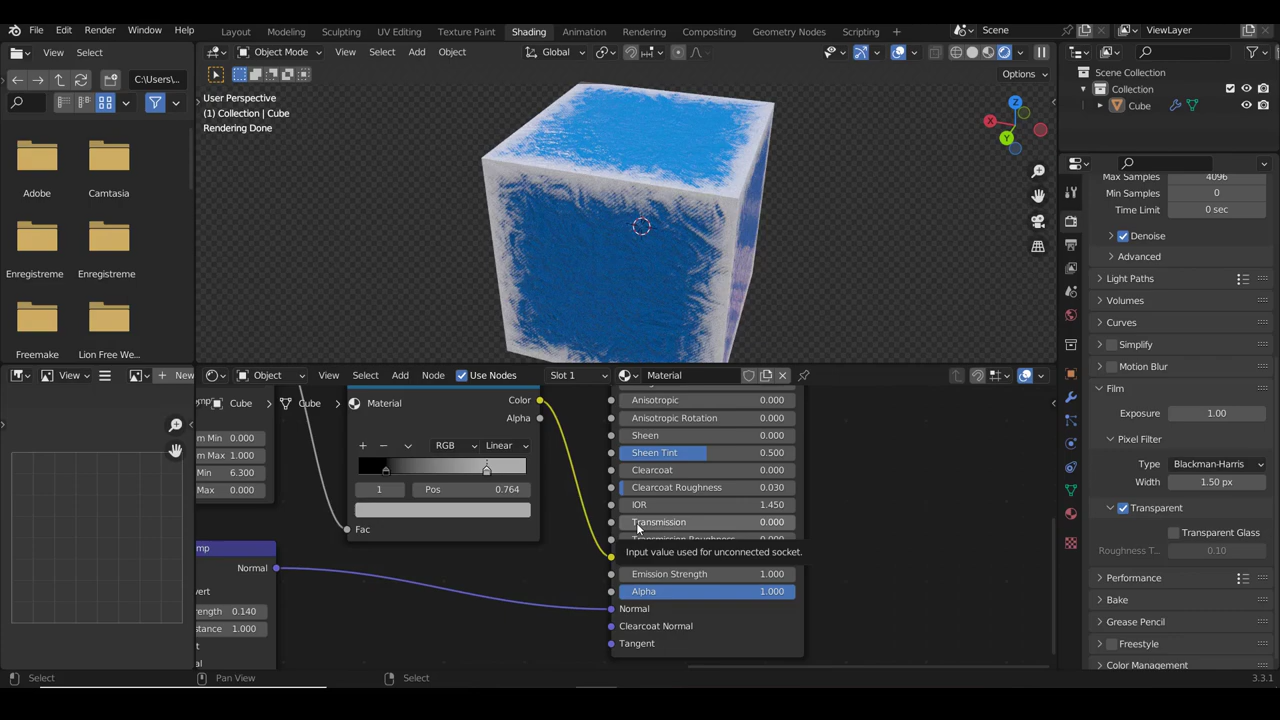 File Edit Render Window Help
Layout Modeling Sculpting UV Editing Shading Animation Rendering Compositing Geometry Nodes Scripting
Scene ViewLayer
View Select
Object Mode View Select Add Object Global
C:\Users\...
Options
User Perspective
(1) Collection | Cube
Rendering Done
X Y Z
Adobe Camtasia
Enregistreme Enregistreme
Freemake Lion Free We...
Scene Collection
Collection
Cube
Max Samples 4096
Min Samples 0
Time Limit 0 sec
Denoise
Advanced
Light Paths
Volumes
Curves
Simplify
Motion Blur
Film
Exposure 1.00
Pixel Filter
Type Blackman-Harris
Width 1.50 px
Transparent
Transparent Glass
Roughness T... 0.10
Performance
Bake
Grease Pencil
Freestyle
Color Management
View New
Object View Select Add Node Use Nodes Slot 1 Material
Cube Cube Material
m Min 0.000
m Max 1.000
Min 6.300
Max 0.000
Color
Alpha
RGB Linear
1 Pos 0.764
Fac
mp
Normal
vert
rength 0.140
stance 1.000
Anisotropic 0.000
Anisotropic Rotation 0.000
Sheen 0.000
Sheen Tint 0.500
Clearcoat 0.000
Clearcoat Roughness 0.030
IOR 1.450
Transmission 0.000
Transmission Roughness 0.000
Input value used for unconnected socket.
Emission Strength 1.000
Alpha 1.000
Normal
Clearcoat Normal
Tangent
Select Pan View Select 3.3.1